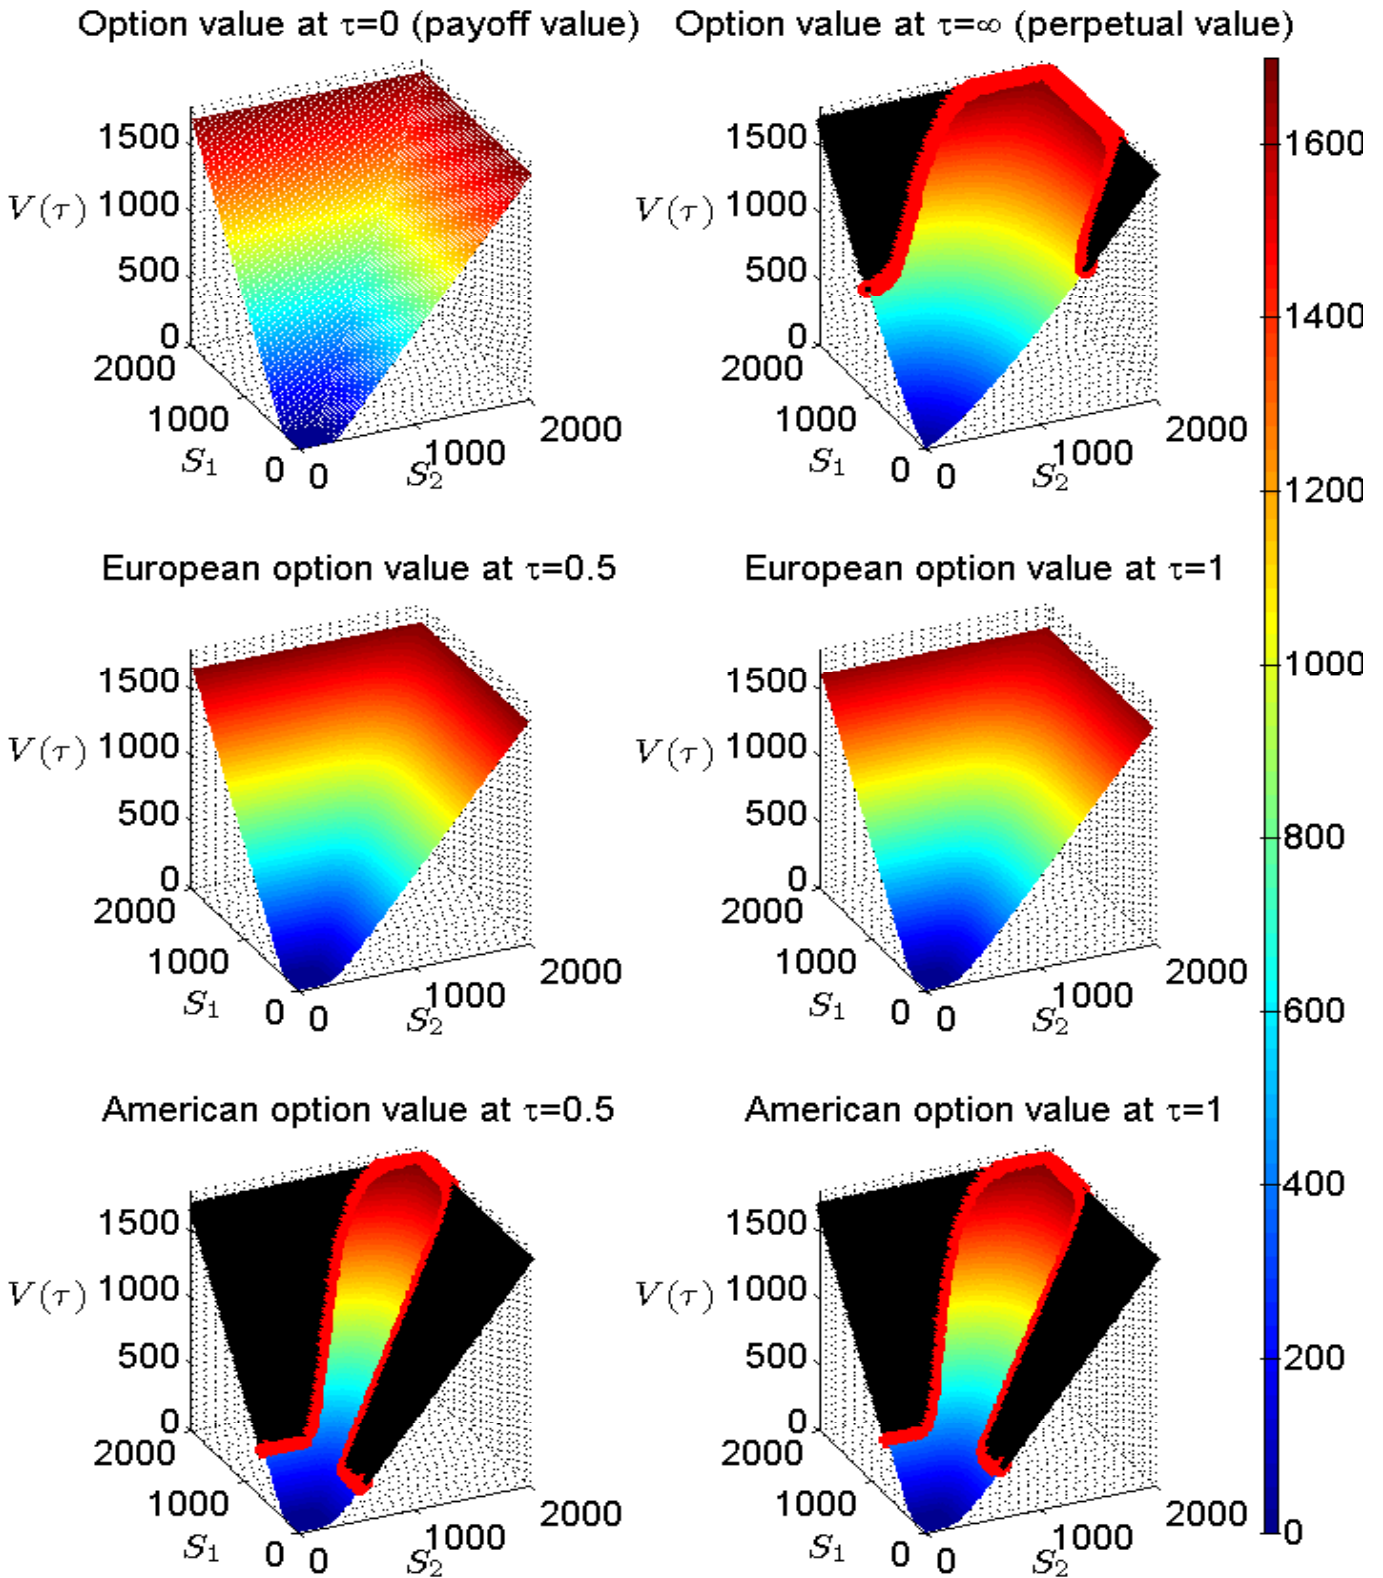 Option value at τ=0 (payoff value)
Option value at τ=∞ (perpetual value)
V(τ)
1500
1000
500
0
2000
1000
0
S₁
0
1000
2000
S₂
V(τ)
1500
1000
500
0
2000
1000
0
S₁
0
1000
2000
S₂
European option value at τ=0.5
European option value at τ=1
V(τ)
1500
1000
500
0
2000
1000
0
S₁
0
1000
2000
S₂
V(τ)
1500
1000
500
0
2000
1000
0
S₁
0
1000
2000
S₂
American option value at τ=0.5
American option value at τ=1
V(τ)
1500
1000
500
0
2000
1000
0
S₁
0
1000
2000
S₂
V(τ)
1500
1000
500
0
2000
1000
0
S₁
0
1000
2000
S₂
1600
1400
1200
1000
800
600
400
200
0